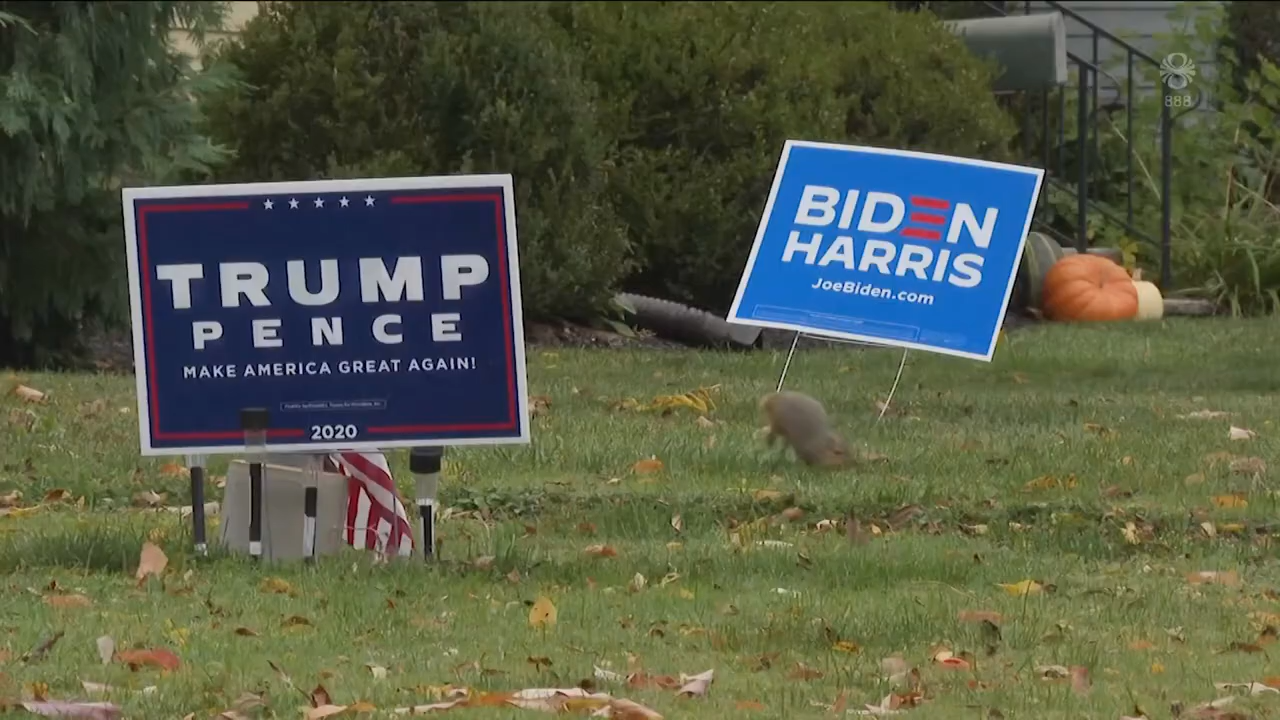 TRUMP
PENCE
MAKE AMERICA GREAT AGAIN!
2020
BIDEN
HARRIS
JoeBiden.com
888